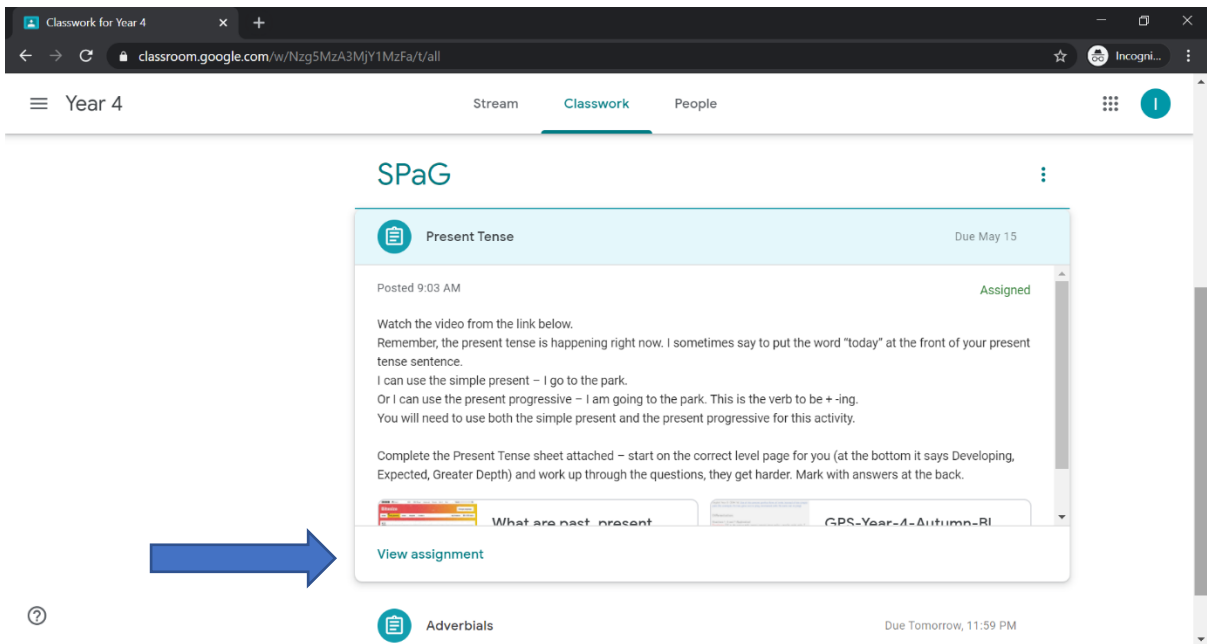 Classwork for Year 4
classroom.google.com/w/Nzg5MzA3MjY1MzFa/t/all
Incogni...
Year 4
Stream
Classwork
People
I
SPaG
Present Tense
Due May 15
Posted 9:03 AM
Assigned
Watch the video from the link below.
Remember, the present tense is happening right now. I sometimes say to put the word “today” at the front of your present
tense sentence.
I can use the simple present – I go to the park.
Or I can use the present progressive – I am going to the park. This is the verb to be + -ing.
You will need to use both the simple present and the present progressive for this activity.
Complete the Present Tense sheet attached – start on the correct level page for you (at the bottom it says Developing,
Expected, Greater Depth) and work up through the questions, they get harder. Mark with answers at the back.
What are past, present
GPS-Year-4-Autumn-Bl
View assignment
Adverbials
Due Tomorrow, 11:59 PM